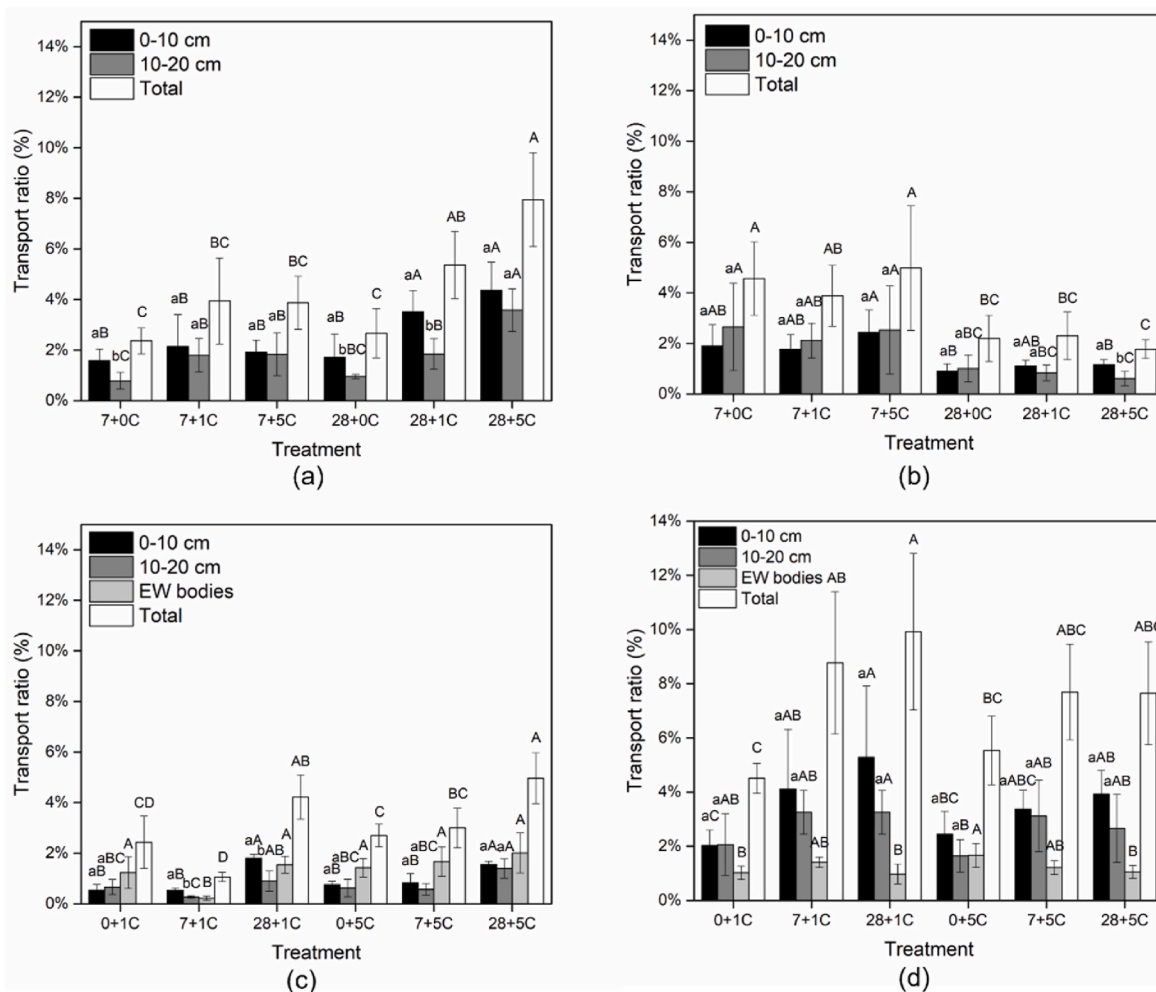 0-10 cm
10-20 cm
Total
14%
12%
10%
8%
6%
4%
2%
0%
Transport ratio (%)
aB bC C
aB aB BC
aB aB BC
aB bBC C
aA bB AB
aA aA A
7+0C 7+1C 7+5C 28+0C 28+1C 28+5C
Treatment
(a)
0-10 cm
10-20 cm
Total
14%
12%
10%
8%
6%
4%
2%
0%
Transport ratio (%)
aAB aA A
aAB aAB AB
aA aA A
aB aBC BC
aAB aBC BC
aB bC C
7+0C 7+1C 7+5C 28+0C 28+1C 28+5C
Treatment
(b)
0-10 cm
10-20 cm
EW bodies
Total
14%
12%
10%
8%
6%
4%
2%
0%
Transport ratio (%)
aB aBC A CD
aB bC B D
aA bAB A AB
aB aBC A C
aB aBC A BC
aA aA A A
0+1C 7+1C 28+1C 0+5C 7+5C 28+5C
Treatment
(c)
0-10 cm
10-20 cm
EW bodies
Total
14%
12%
10%
8%
6%
4%
2%
0%
Transport ratio (%)
aC aAB B C
aAB aAB AB AB
aA aA B A
aBC aB A BC
aABC aAB AB ABC
aAB aAB B ABC
0+1C 7+1C 28+1C 0+5C 7+5C 28+5C
Treatment
(d)